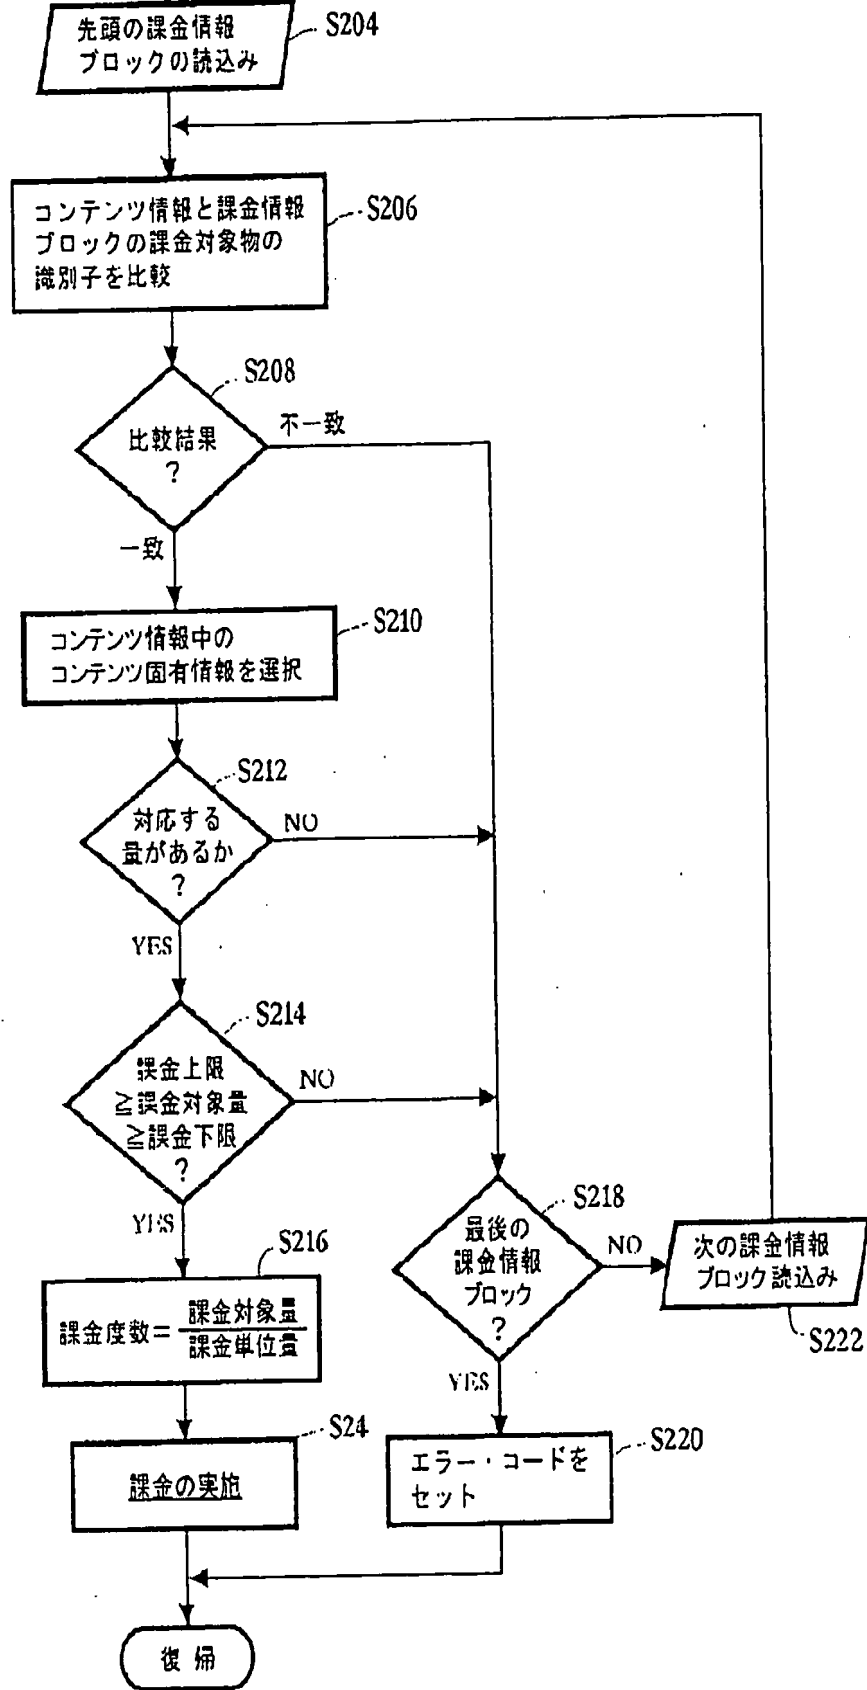 先頭の課金情報
ブロックの読込み
S204
コンテンツ情報と課金情報
ブロックの課金対象物の
識別子を比較
S206
S208
比較結果
?
不一致
一致
コンテンツ情報中の
コンテンツ固有情報を選択
S210
S212
対応する
量があるか
?
NO
YES
S214
課金上限
≧課金対象量
≧課金下限
?
NO
YES
S216
課金度数=課金対象量
課金単位量
S218
最後の
課金情報
ブロック
?
NO
YES
次の課金情報
ブロック読込み
S222
S24
課金の実施
S220
エラー・コードを
セット
復帰